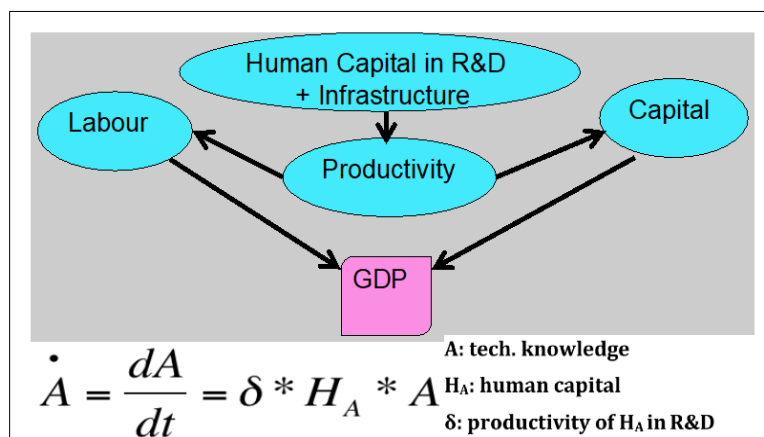 Human Capital in R&D
+ Infrastructure
Labour
Capital
Productivity
GDP
Ȧ = dA/dt = δ * H_A * A
A: tech. knowledge
H_A: human capital
δ: productivity of H_A in R&D